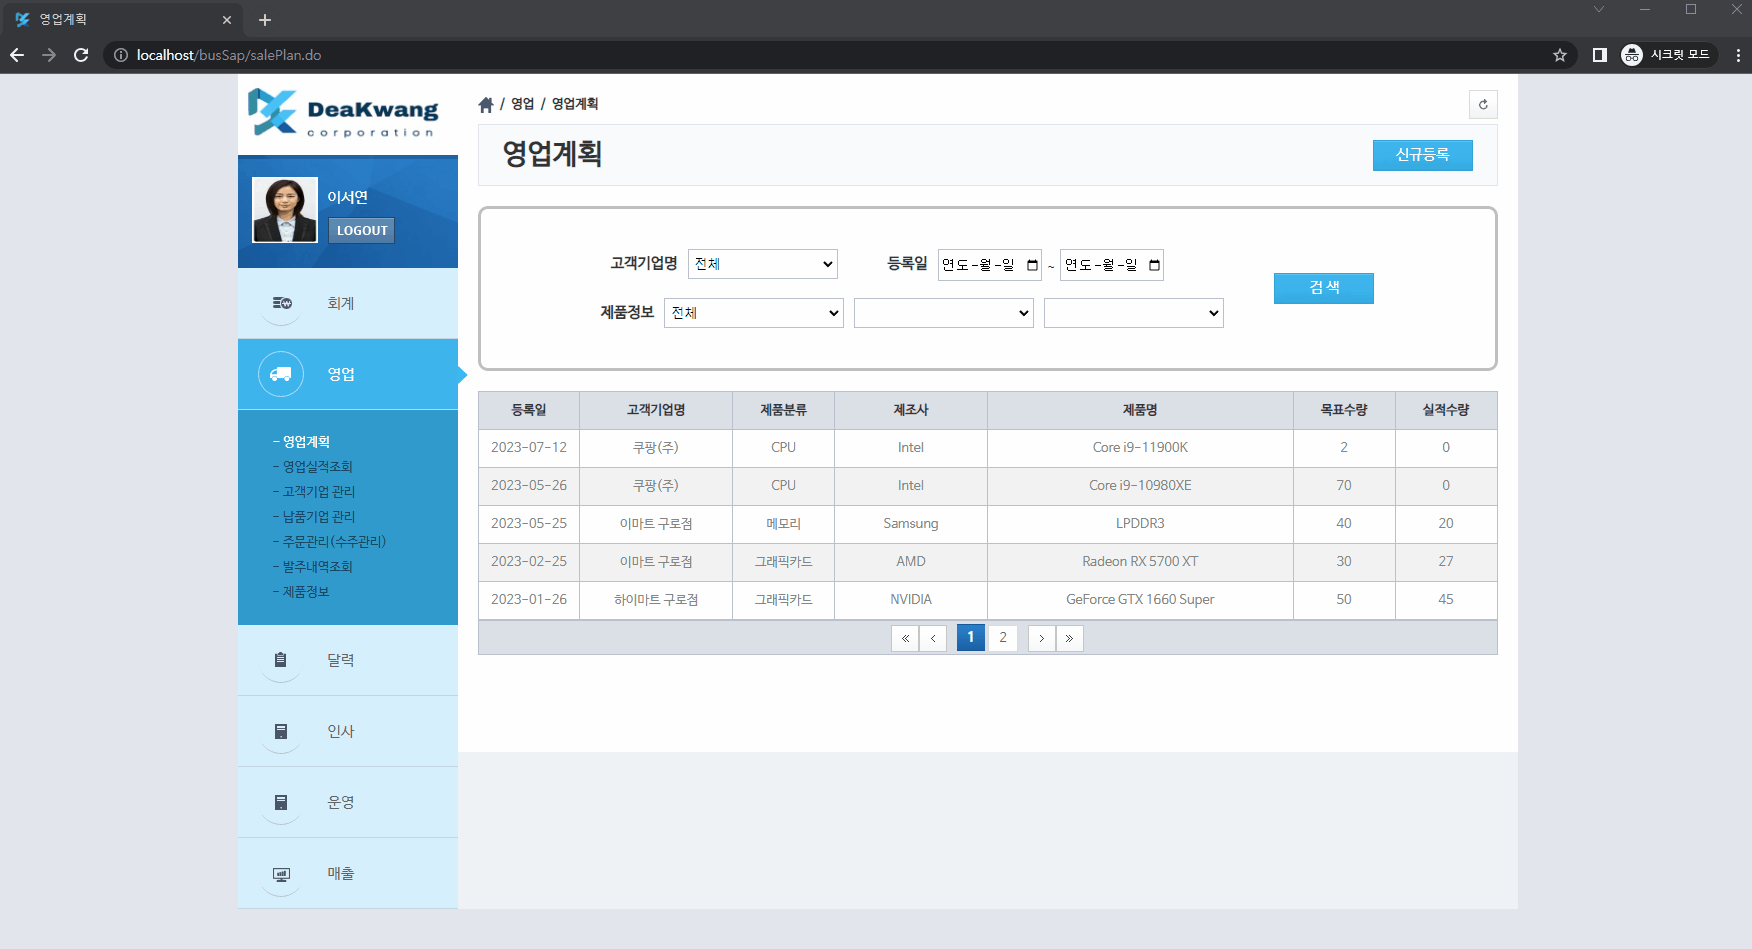 영업계획
localhost/busSap/salePlan.do
시크릿 모드
DeaKwang
corporation
/ 영업 / 영업계획
영업계획
신규등록
이서연
LOGOUT
고객기업명 전체 등록일 연도-월-일 ~ 연도-월-일
검 색
제품정보 전체
회계
영업
- 영업계획
- 영업실적조회
- 고객기업 관리
- 납품기업 관리
- 주문관리(수주관리)
- 발주내역조회
- 제품정보
달력
인사
운영
매출
등록일 고객기업명 제품분류 제조사 제품명 목표수량 실적수량
2023-07-12 쿠팡(주) CPU Intel Core i9-11900K 2 0
2023-05-26 쿠팡(주) CPU Intel Core i9-10980XE 70 0
2023-05-25 이마트 구로점 메모리 Samsung LPDDR3 40 20
2023-02-25 이마트 구로점 그래픽카드 AMD Radeon RX 5700 XT 30 27
2023-01-26 하이마트 구로점 그래픽카드 NVIDIA GeForce GTX 1660 Super 50 45
« ‹ 1 2 › »